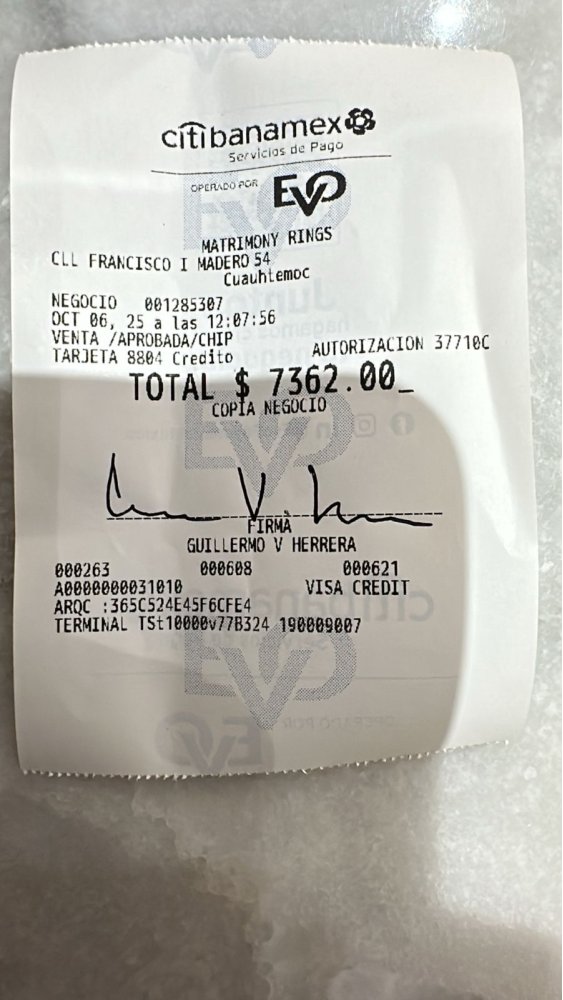 citibanamex
Servicios de Pago
OPERADO POR EVO
MATRIMONY RINGS
CLL FRANCISCO I MADERO 54
Cuauhtemoc
NEGOCIO 001285307
OCT 06, 25 a las 12:07:56
VENTA /APROBADA/CHIP
AUTORIZACION 37710C
TARJETA 8804 Credito
TOTAL $ 7362.00_
COPIA NEGOCIO
FIRMA
GUILLERMO V HERRERA
000263 000608 000621
A0000000031010 VISA CREDIT
ARQC :365C524E45F6CFE4
TERMINAL TSt10000v77B324 190009007